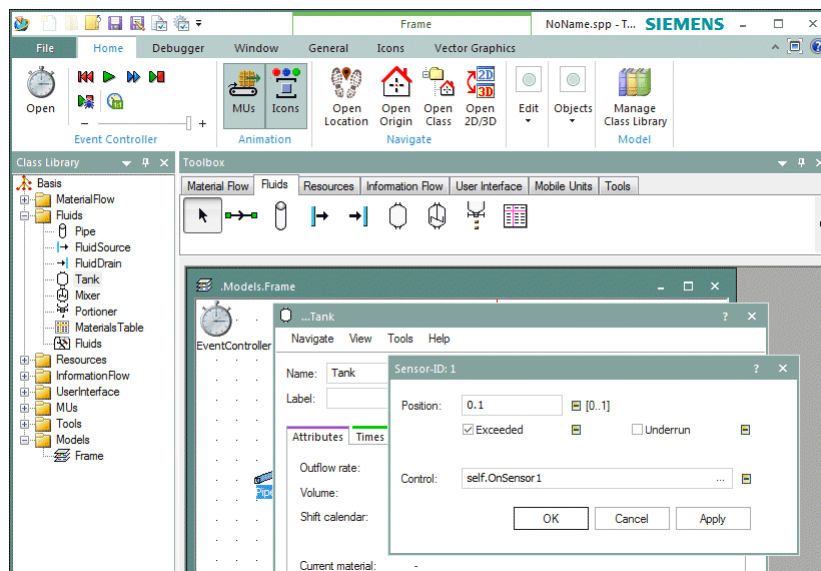 Frame
NoName.spp - T...
SIEMENS
File Home Debugger Window General Icons Vector Graphics
Open
MUs
Icons
Open Location
Open Origin
Open Class
Open 2D/3D
Edit
Objects
Manage Class Library
- +
Event Controller Animation Navigate Model
Class Library
Toolbox
Basis
MaterialFlow
Fluids
Pipe
FluidSource
FluidDrain
Tank
Mixer
Portioner
MaterialsTable
Fluids
Resources
InformationFlow
UserInterface
MUs
Tools
Models
Frame
Material Flow Fluids Resources Information Flow User Interface Mobile Units Tools
.Models.Frame
EventController
...Tank
Navigate View Tools Help
Name: Tank
Label:
Attributes Times
Outflow rate:
Volume:
Shift calendar:
Current material: -
Sensor-ID: 1
Position: 0.1 [0..1]
Exceeded Underrun
Control: self.OnSensor1 ...
OK Cancel Apply